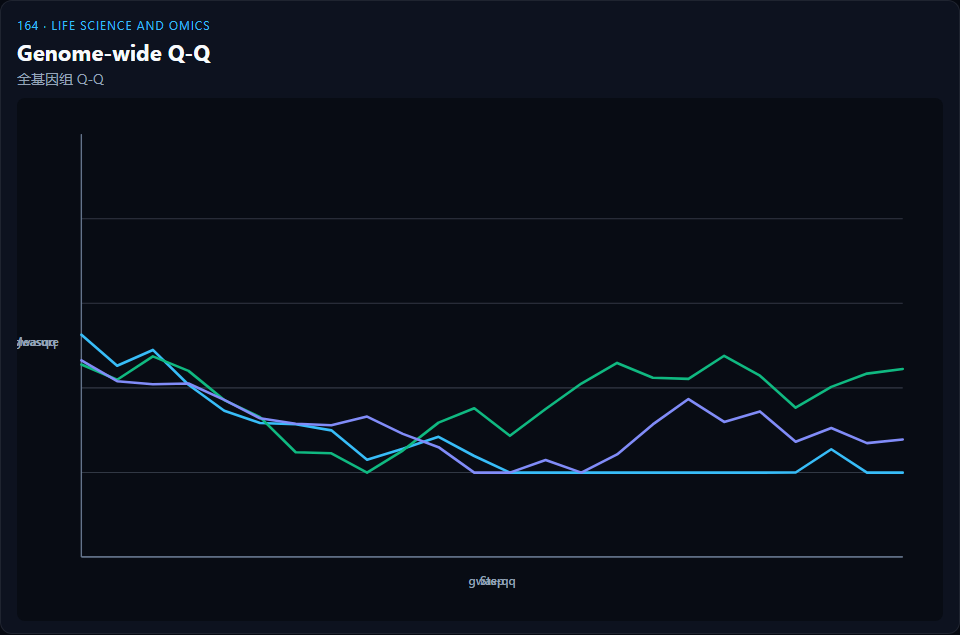 164 · LIFE SCIENCE AND OMICS
Genome-wide Q-Q
全基因组 Q-Q